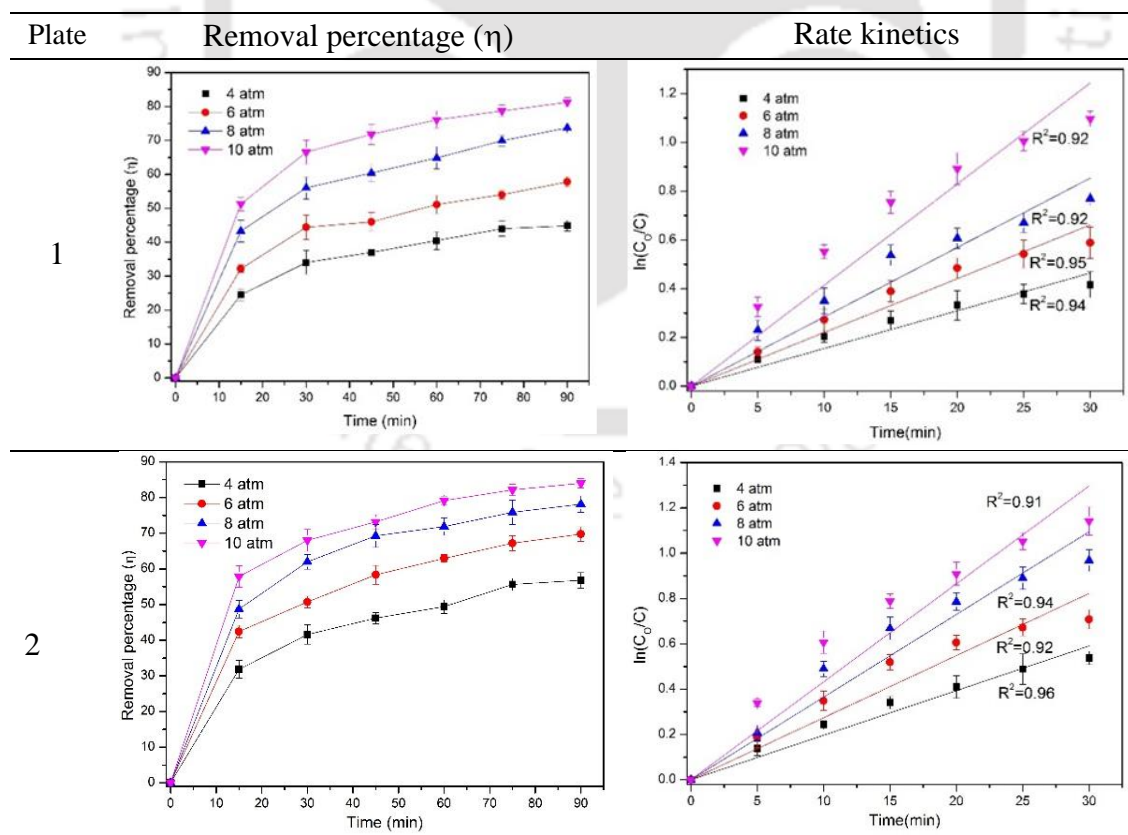 Plate Removal percentage (η) Rate kinetics
1
90
80
70
60
50
40
30
20
10
0
Removal percentage (η)
4 atm
6 atm
8 atm
10 atm
0 10 20 30 40 50 60 70 80 90
Time (min)
1.2
1.0
0.8
0.6
0.4
0.2
0.0
ln(C₀/C)
4 atm
6 atm
8 atm
10 atm
R²=0.92
R²=0.92
R²=0.95
R²=0.94
0 5 10 15 20 25 30
Time(min)
2
90
80
70
60
50
40
30
20
10
0
Removal percentage (η)
4 atm
6 atm
8 atm
10 atm
0 10 20 30 40 50 60 70 80 90
Time (min)
1.4
1.2
1.0
0.8
0.6
0.4
0.2
0.0
ln(C₀/C)
4 atm
6 atm
8 atm
10 atm
R²=0.91
R²=0.94
R²=0.92
R²=0.96
0 5 10 15 20 25 30
Time(min)